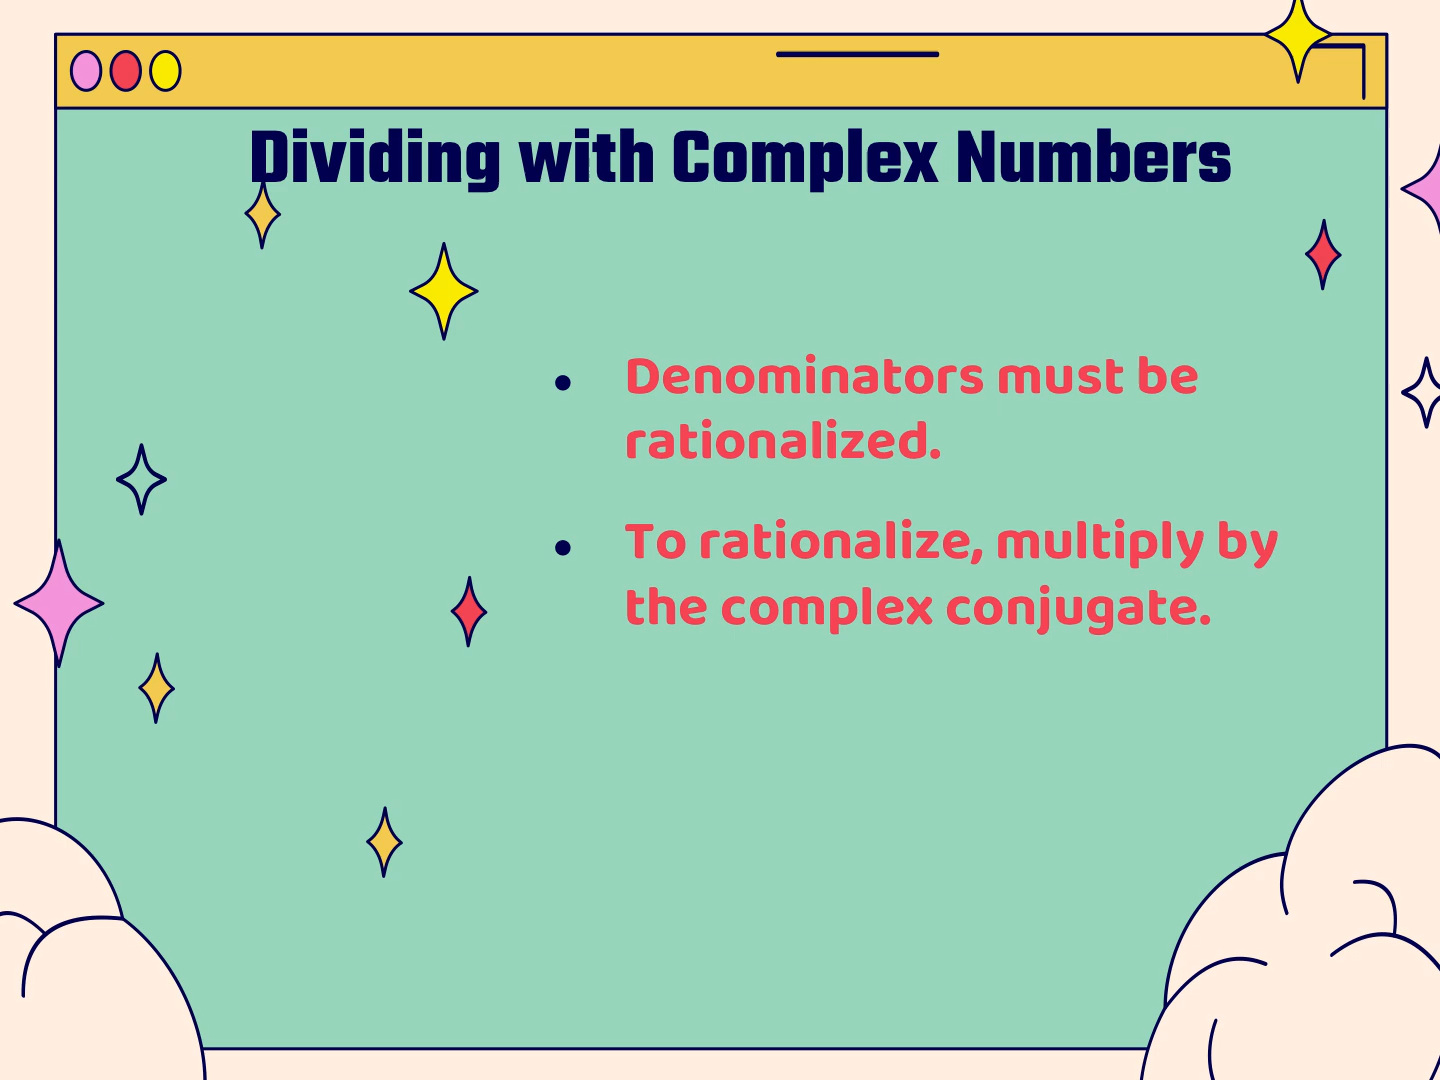 Dividing with Complex Numbers
• Denominators must be
rationalized.
• To rationalize, multiply by
the complex conjugate.